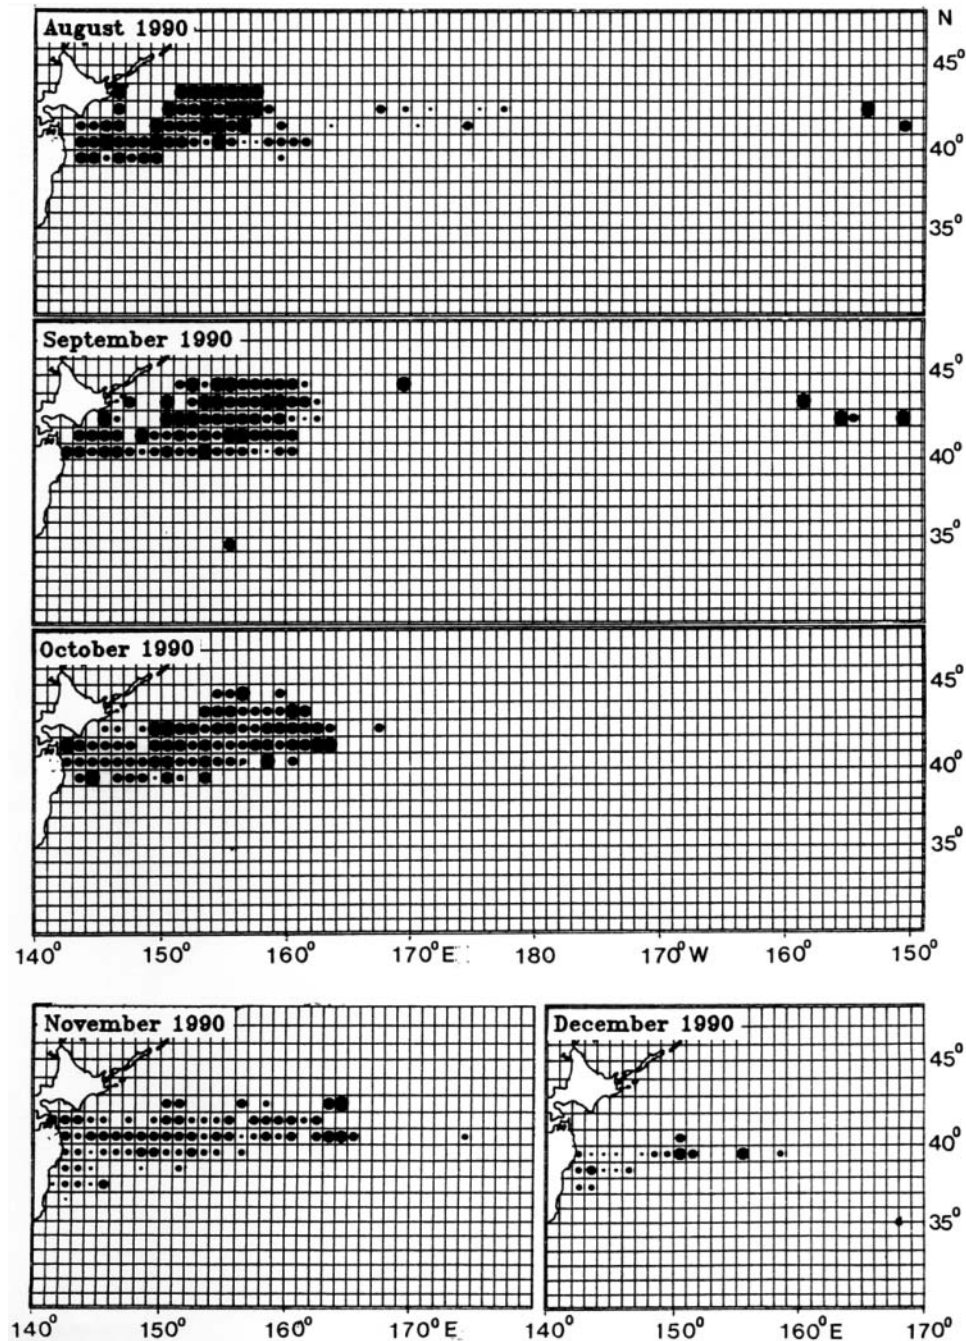 August 1990
N
45°
40°
35°
September 1990
45°
40°
35°
October 1990
45°
40°
35°
140° 150° 160° 170° E 180 170° W 160° 150°
November 1990
December 1990
45°
40°
35°
140° 150° 160° 170° E 140° 150° 160° E 170°